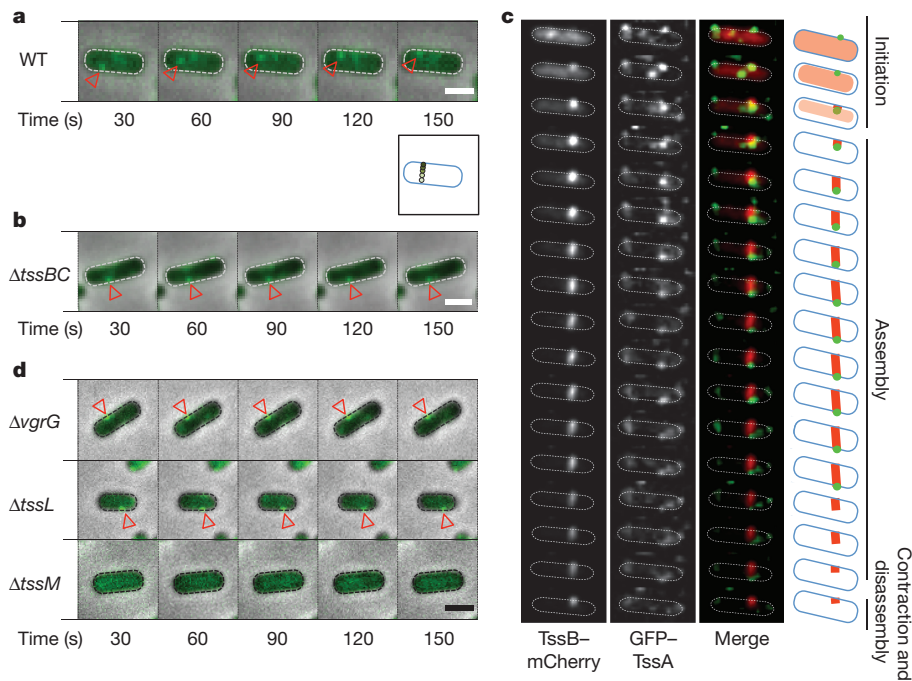 a
WT
Time (s) 30 60 90 120 150
b
ΔtssBC
Time (s) 30 60 90 120 150
d
ΔvgrG
ΔtssL
ΔtssM
Time (s) 30 60 90 120 150
c
TssB–
mCherry
GFP–
TssA
Merge
Initiation
Assembly
Contraction and
disassembly